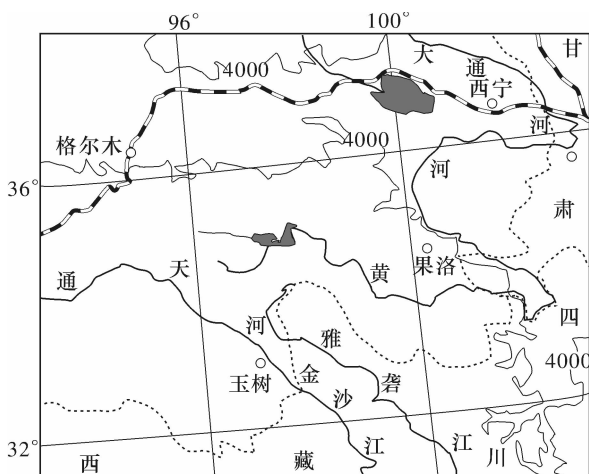 96°
100°
大
通
甘
4000
西宁
格尔木
4000
河
河
36°
肃
通
天
果洛
黄
四
河
雅
4000
玉树
金
砻
沙
32°
西
藏
江
江
川